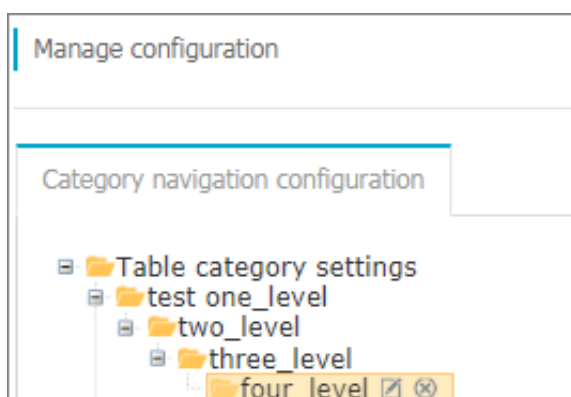 Manage configuration
Category navigation configuration
Table category settings
test one_level
two_level
three_level
four_level